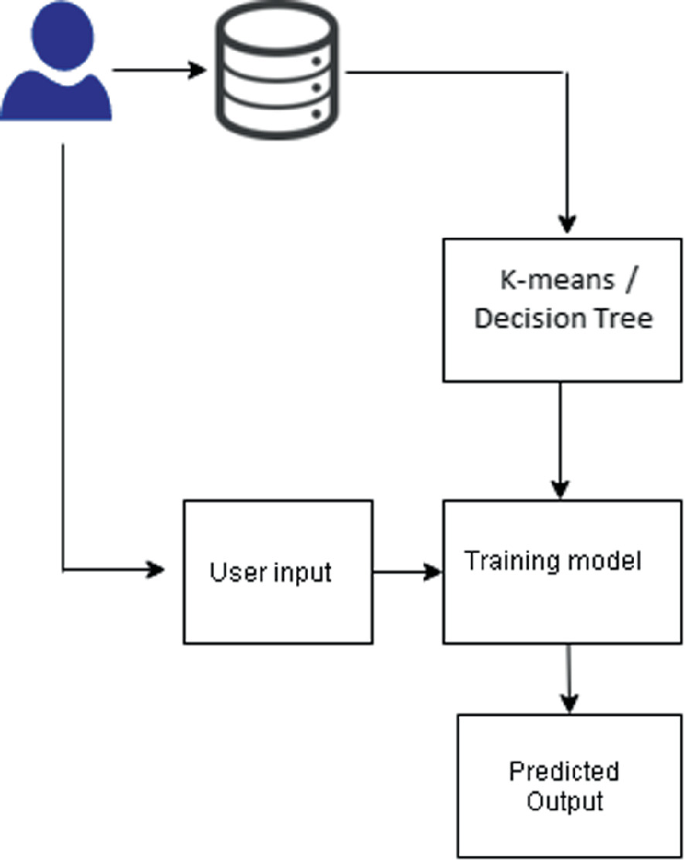 K-means /
Decision Tree
User input
Training model
Predicted
Output